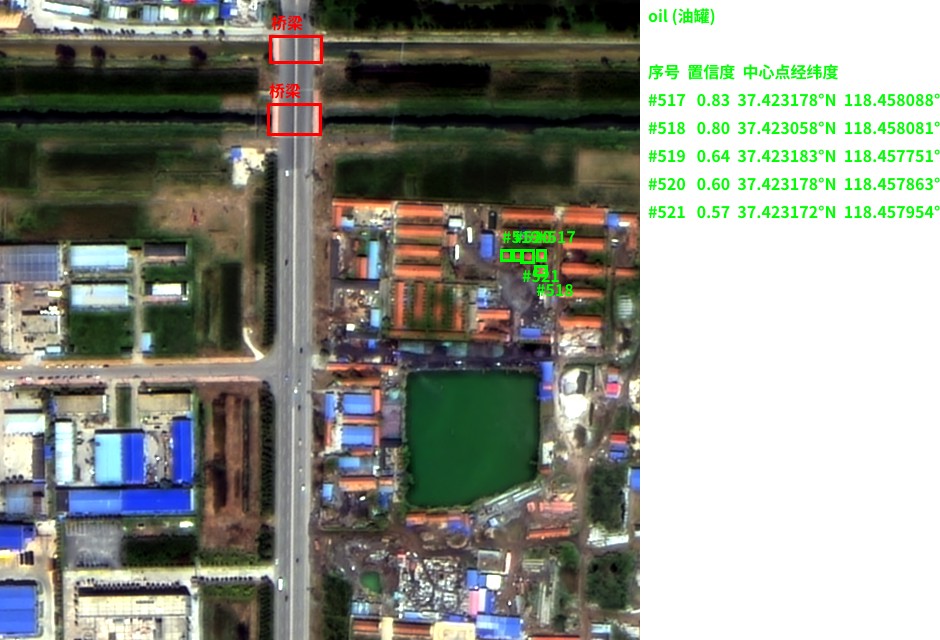 桥梁
桥梁
#517
#521
#518
oil (油罐)
序号 置信度 中心点经纬度
#517 0.83 37.423178°N 118.458088°
#518 0.80 37.423058°N 118.458081°
#519 0.64 37.423183°N 118.457751°
#520 0.60 37.423178°N 118.457863°
#521 0.57 37.423172°N 118.457954°